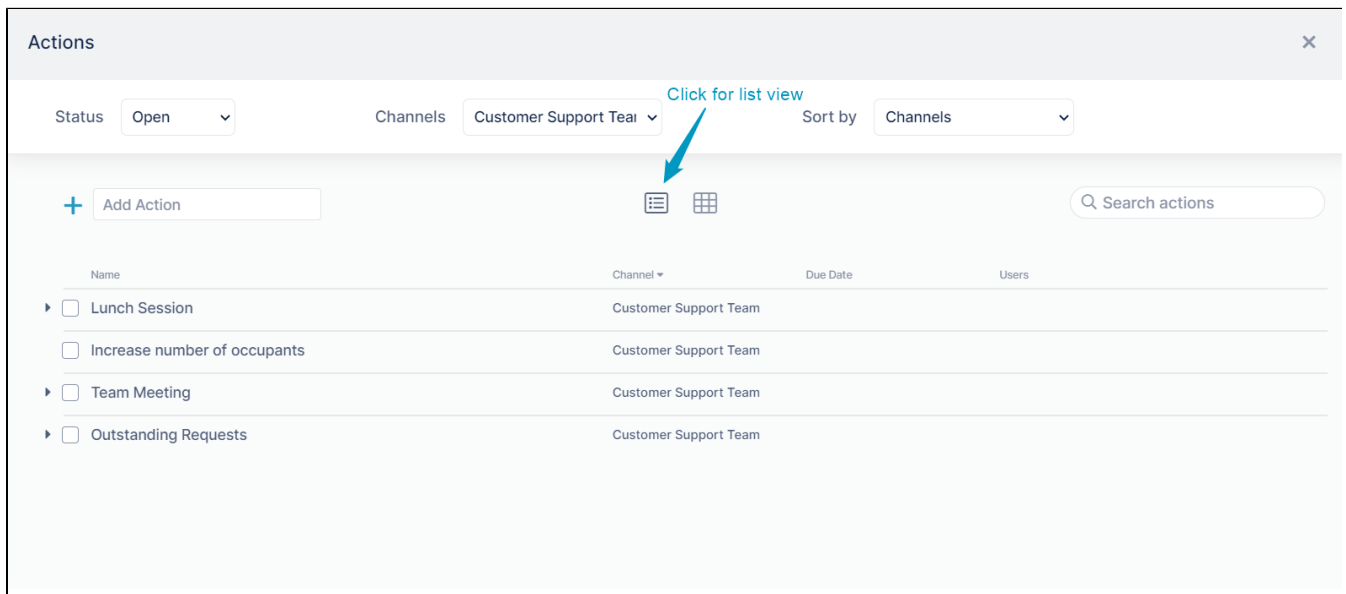 Actions
Click for list view
Status Open Channels Customer Support Tear Sort by Channels
Add Action Search actions
Name Channel Due Date Users
Lunch Session Customer Support Team
Increase number of occupants Customer Support Team
Team Meeting Customer Support Team
Outstanding Requests Customer Support Team